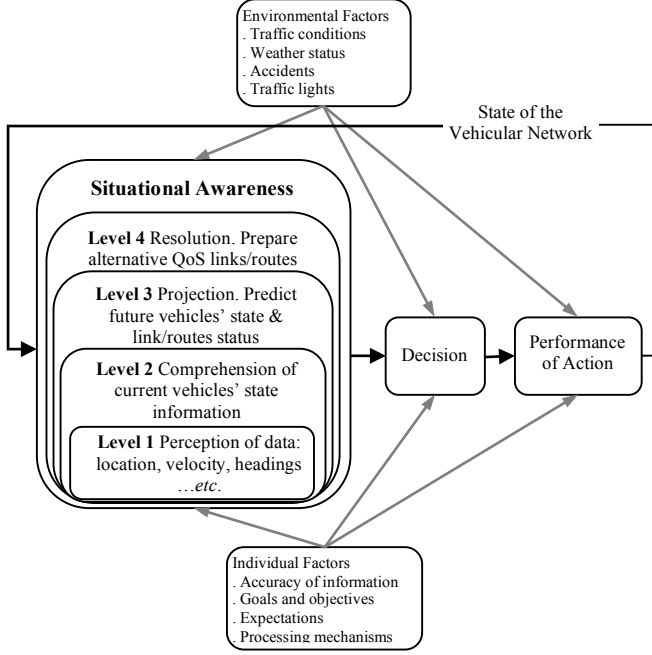 Environmental Factors
. Traffic conditions
. Weather status
. Accidents
. Traffic lights
State of the
Vehicular Network
Situational Awareness
Level 4 Resolution. Prepare
alternative QoS links/routes
Level 3 Projection. Predict
future vehicles’ state &
link/routes status
Level 2 Comprehension of
current vehicles’ state
information
Level 1 Perception of data:
location, velocity, headings
…etc.
Decision
Performance
of Action
Individual Factors
. Accuracy of information
. Goals and objectives
. Expectations
. Processing mechanisms